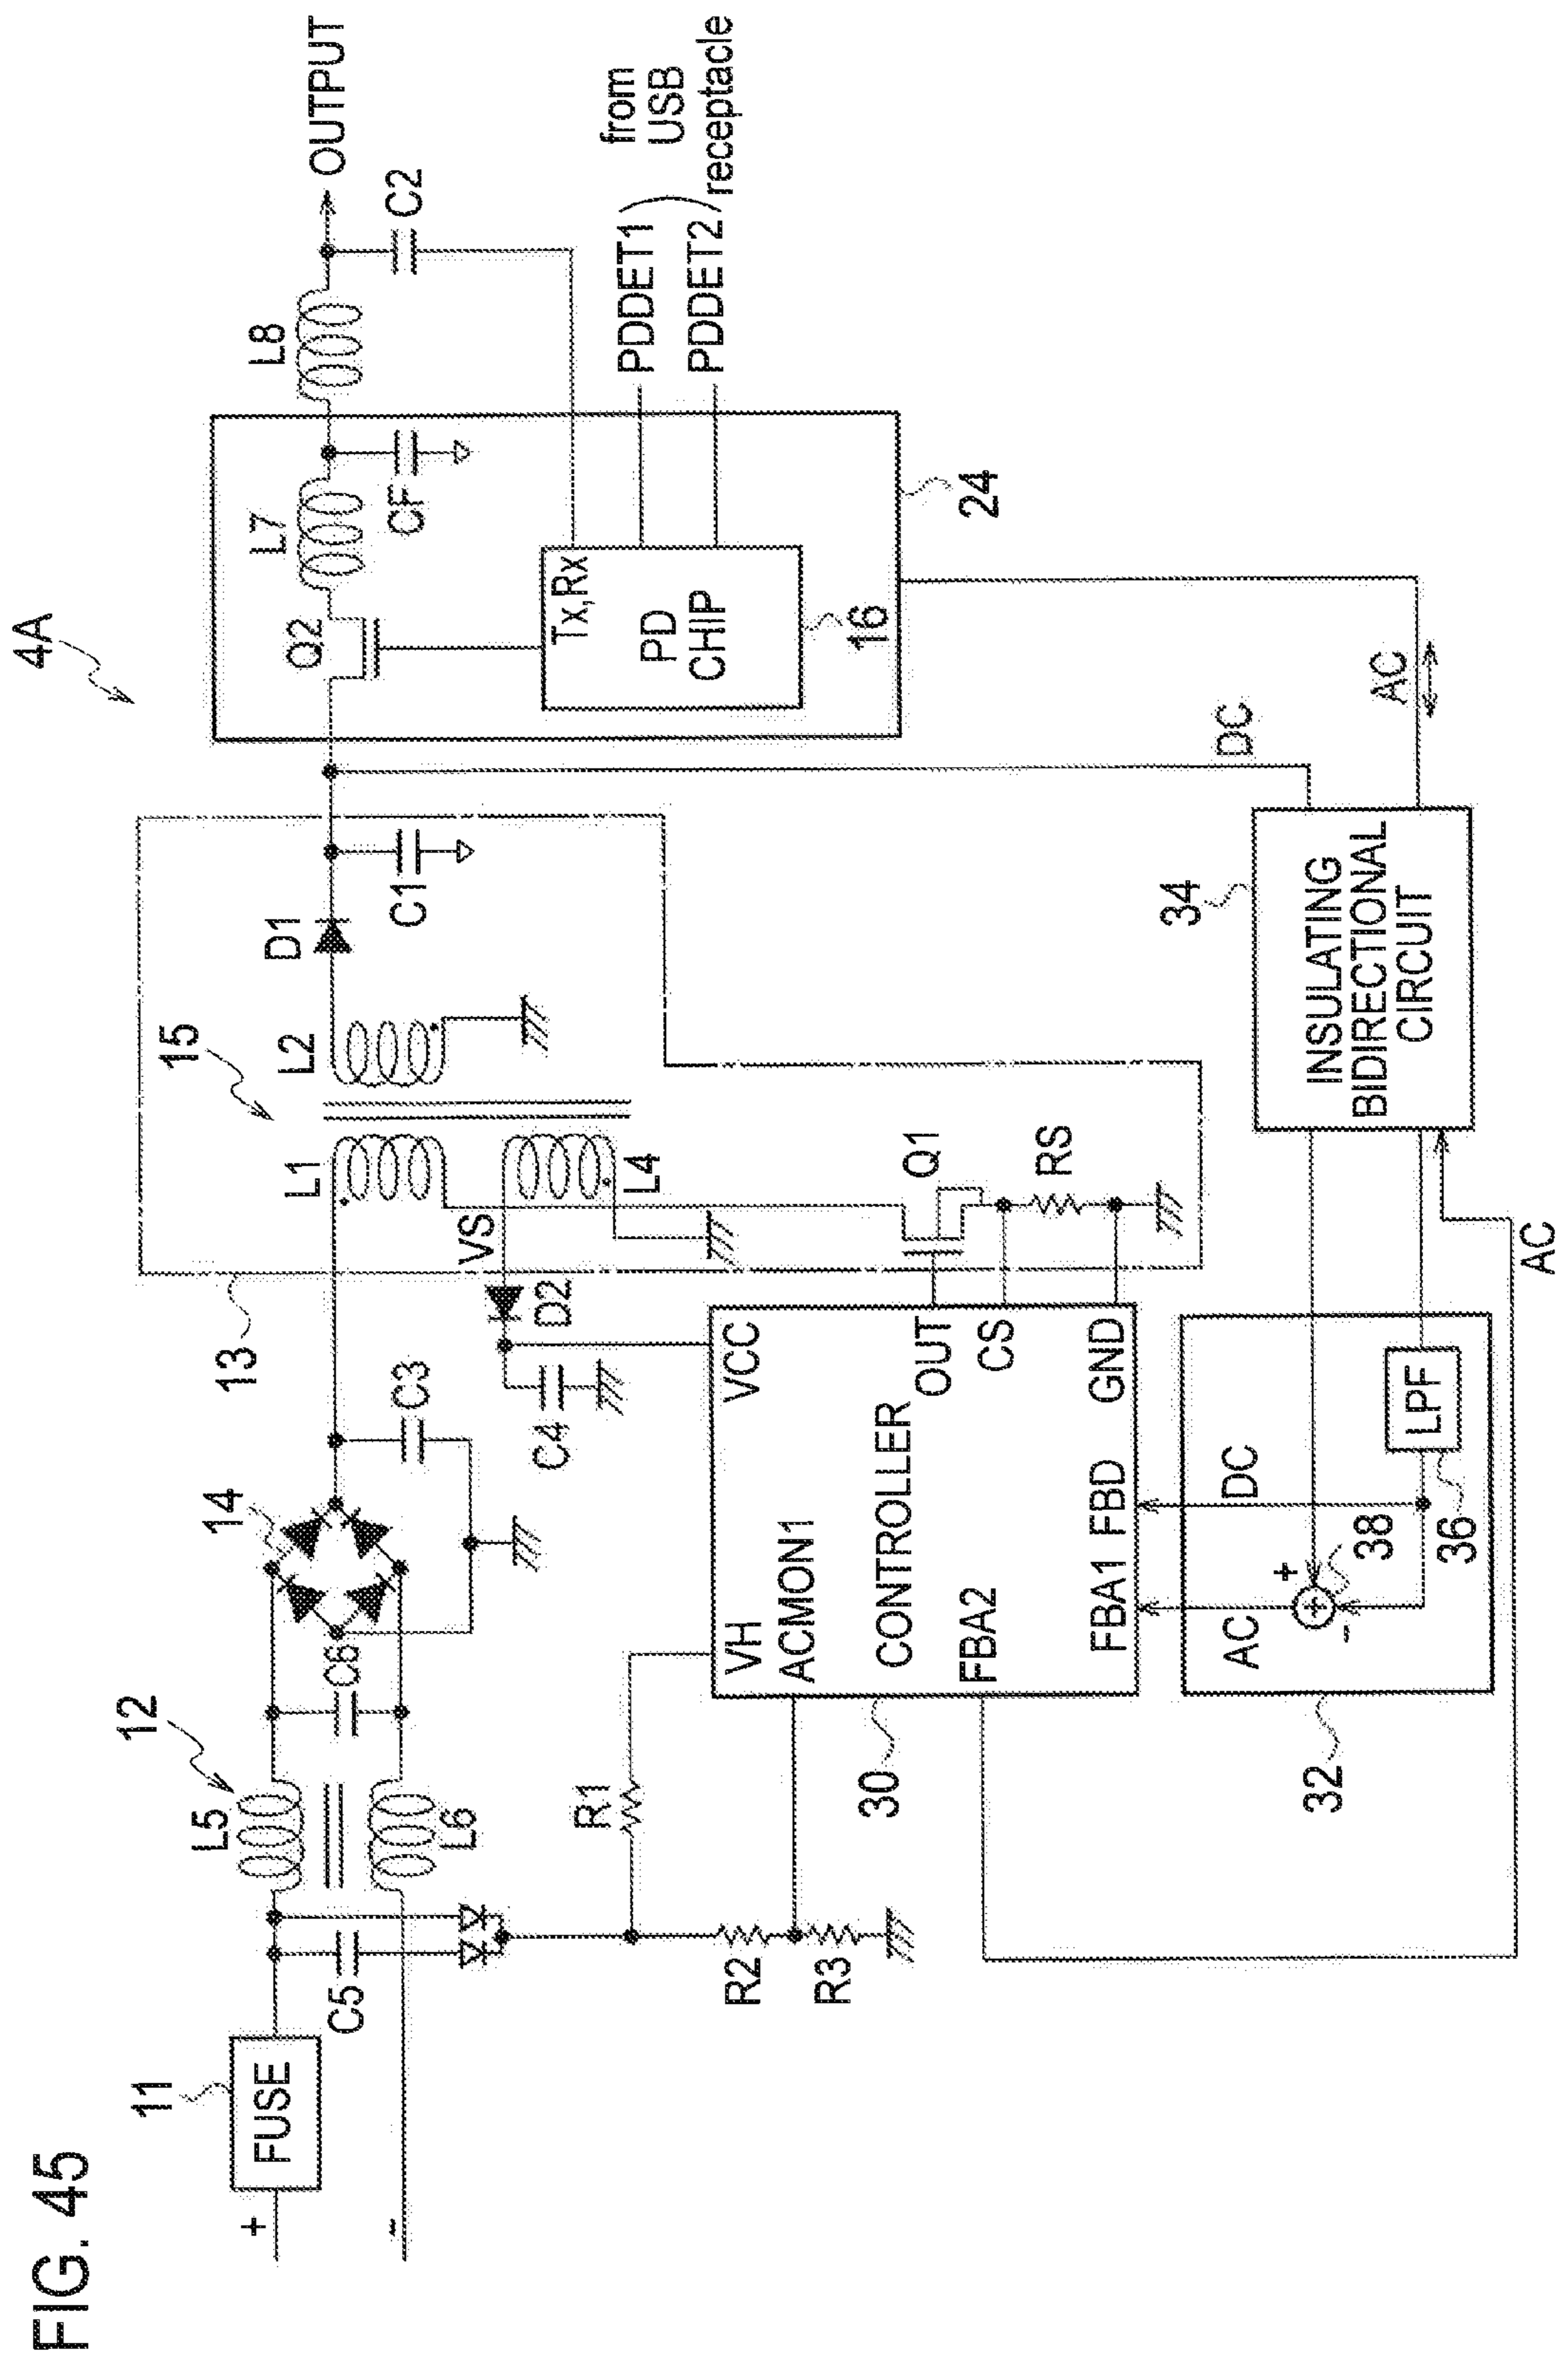 FIG. 45
4A
+
-
11
FUSE
C5
12
L5
L6
C6
14
C3
13
15
L1
L2
L4
VS
D1
C1
D2
C4
Q2
L7
CF
L8
C2
OUTPUT
Tx,Rx
PD
CHIP
16
24
PDDET1
PDDET2
from
USB
receptacle
R1
R2
R3
VH
VCC
ACMON1
OUT
CONTROLLER
CS
FBA2
GND
FBA1
FBD
30
Q1
RS
AC
DC
+
-
38
LPF
36
32
DC
AC
34
INSULATING
BIDIRECTIONAL
CIRCUIT
AC